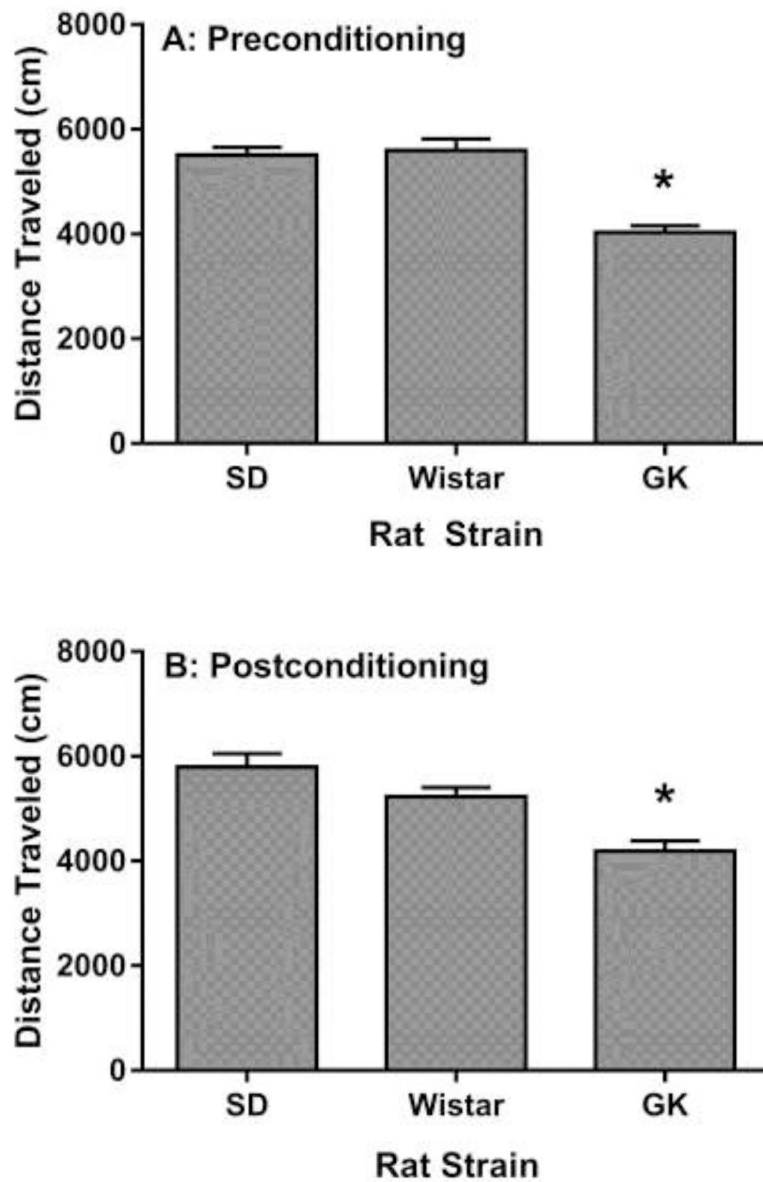 A: Preconditioning
Distance Traveled (cm)
8000
6000
4000
2000
0
*
SD Wistar GK
Rat Strain
B: Postconditioning
Distance Traveled (cm)
8000
6000
4000
2000
0
*
SD Wistar GK
Rat Strain